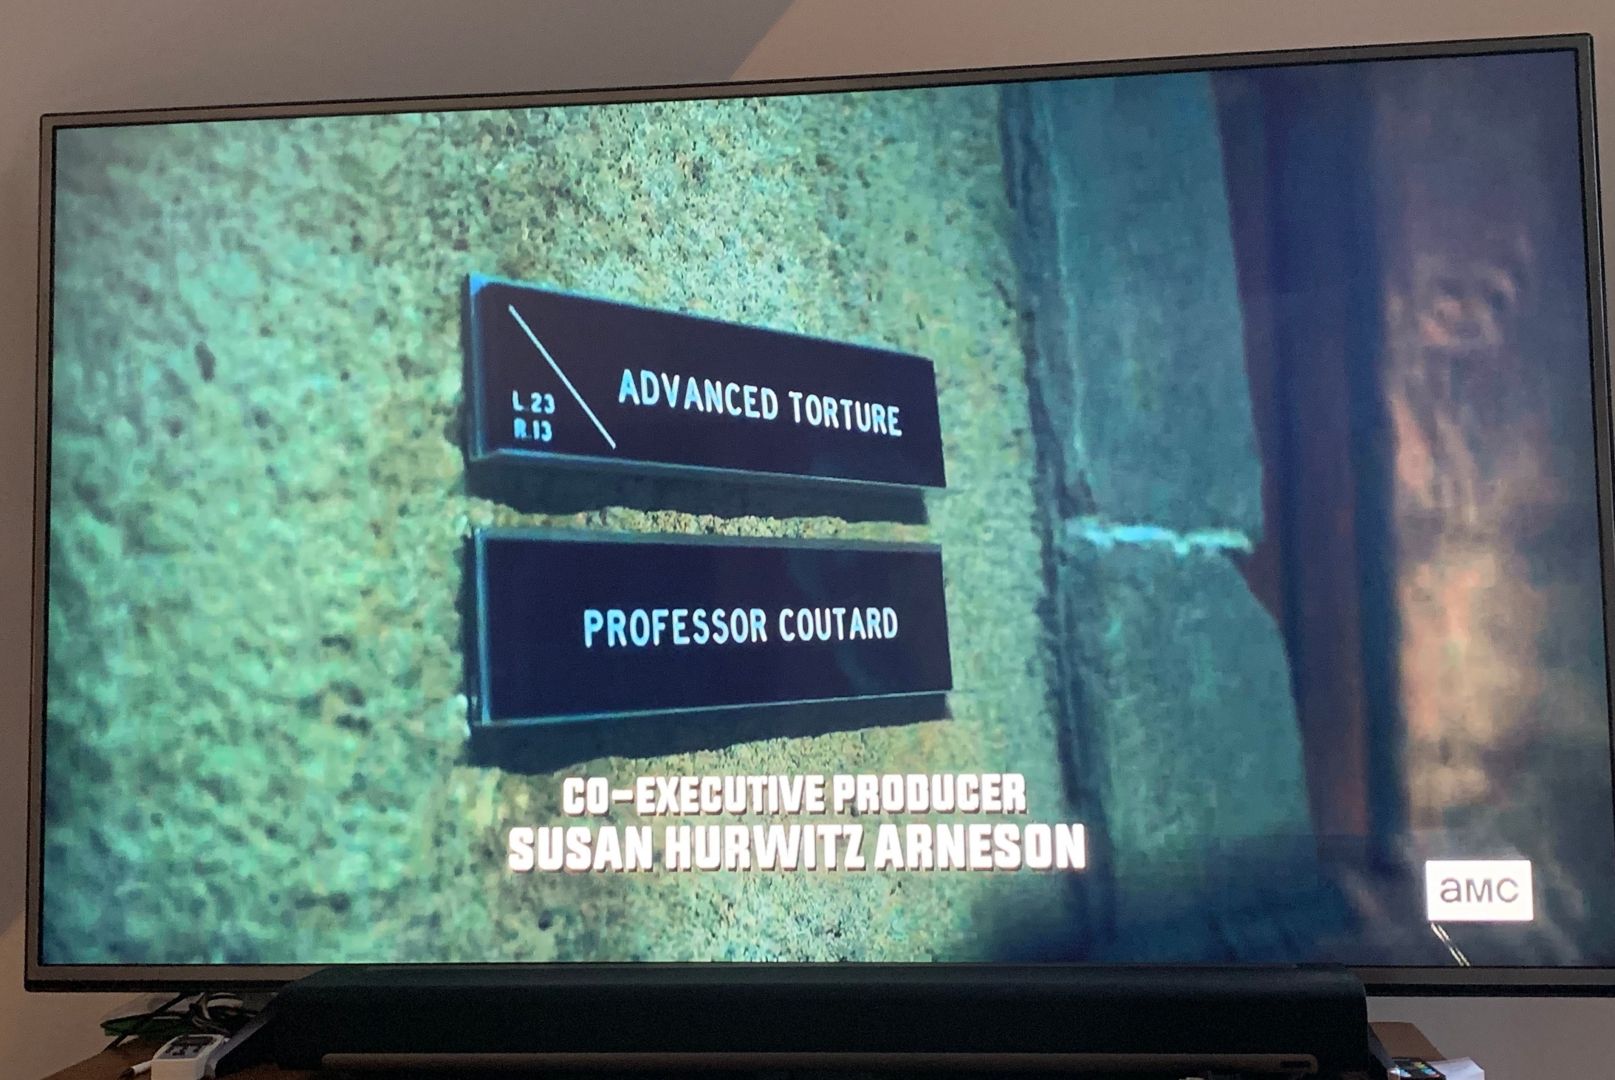 L.23
R.13
ADVANCED TORTURE
PROFESSOR COUTARD
CO-EXECUTIVE PRODUCER
SUSAN HURWITZ ARNESON
aMC